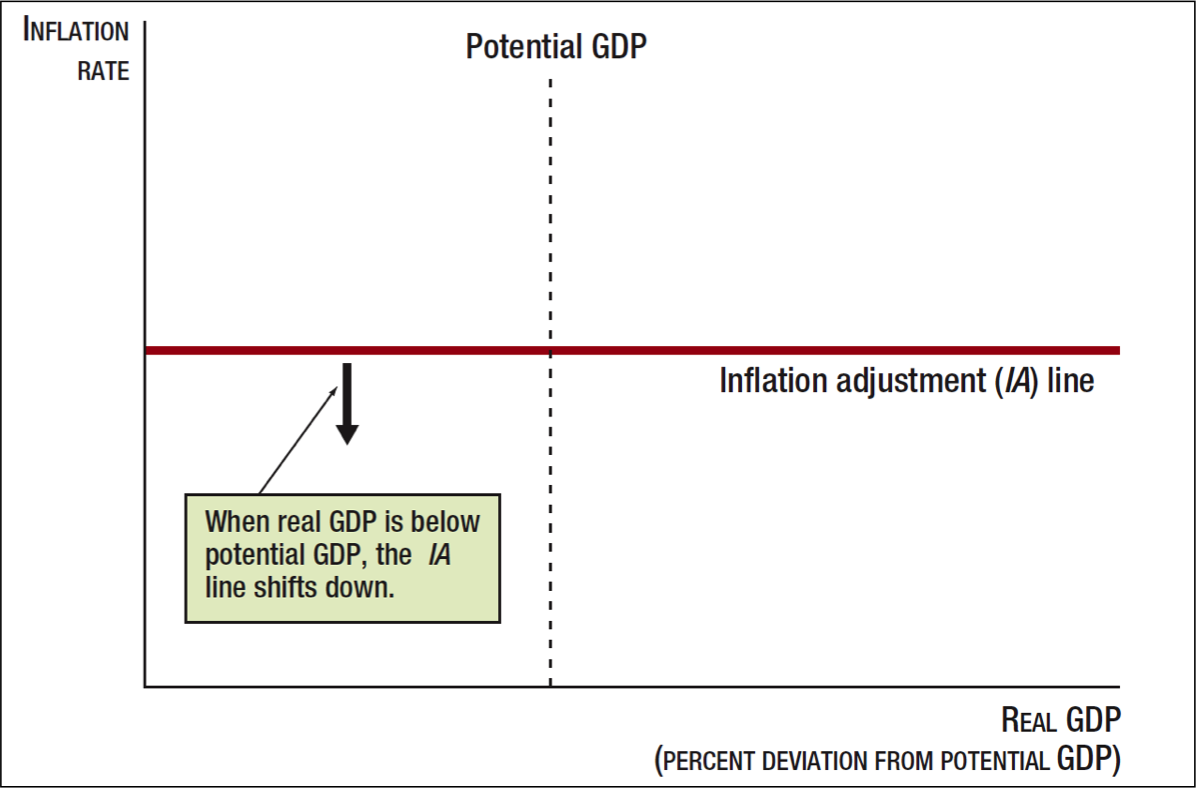 INFLATION
RATE
Potential GDP
Inflation adjustment (IA) line
When real GDP is below
potential GDP, the IA
line shifts down.
REAL GDP
(PERCENT DEVIATION FROM POTENTIAL GDP)